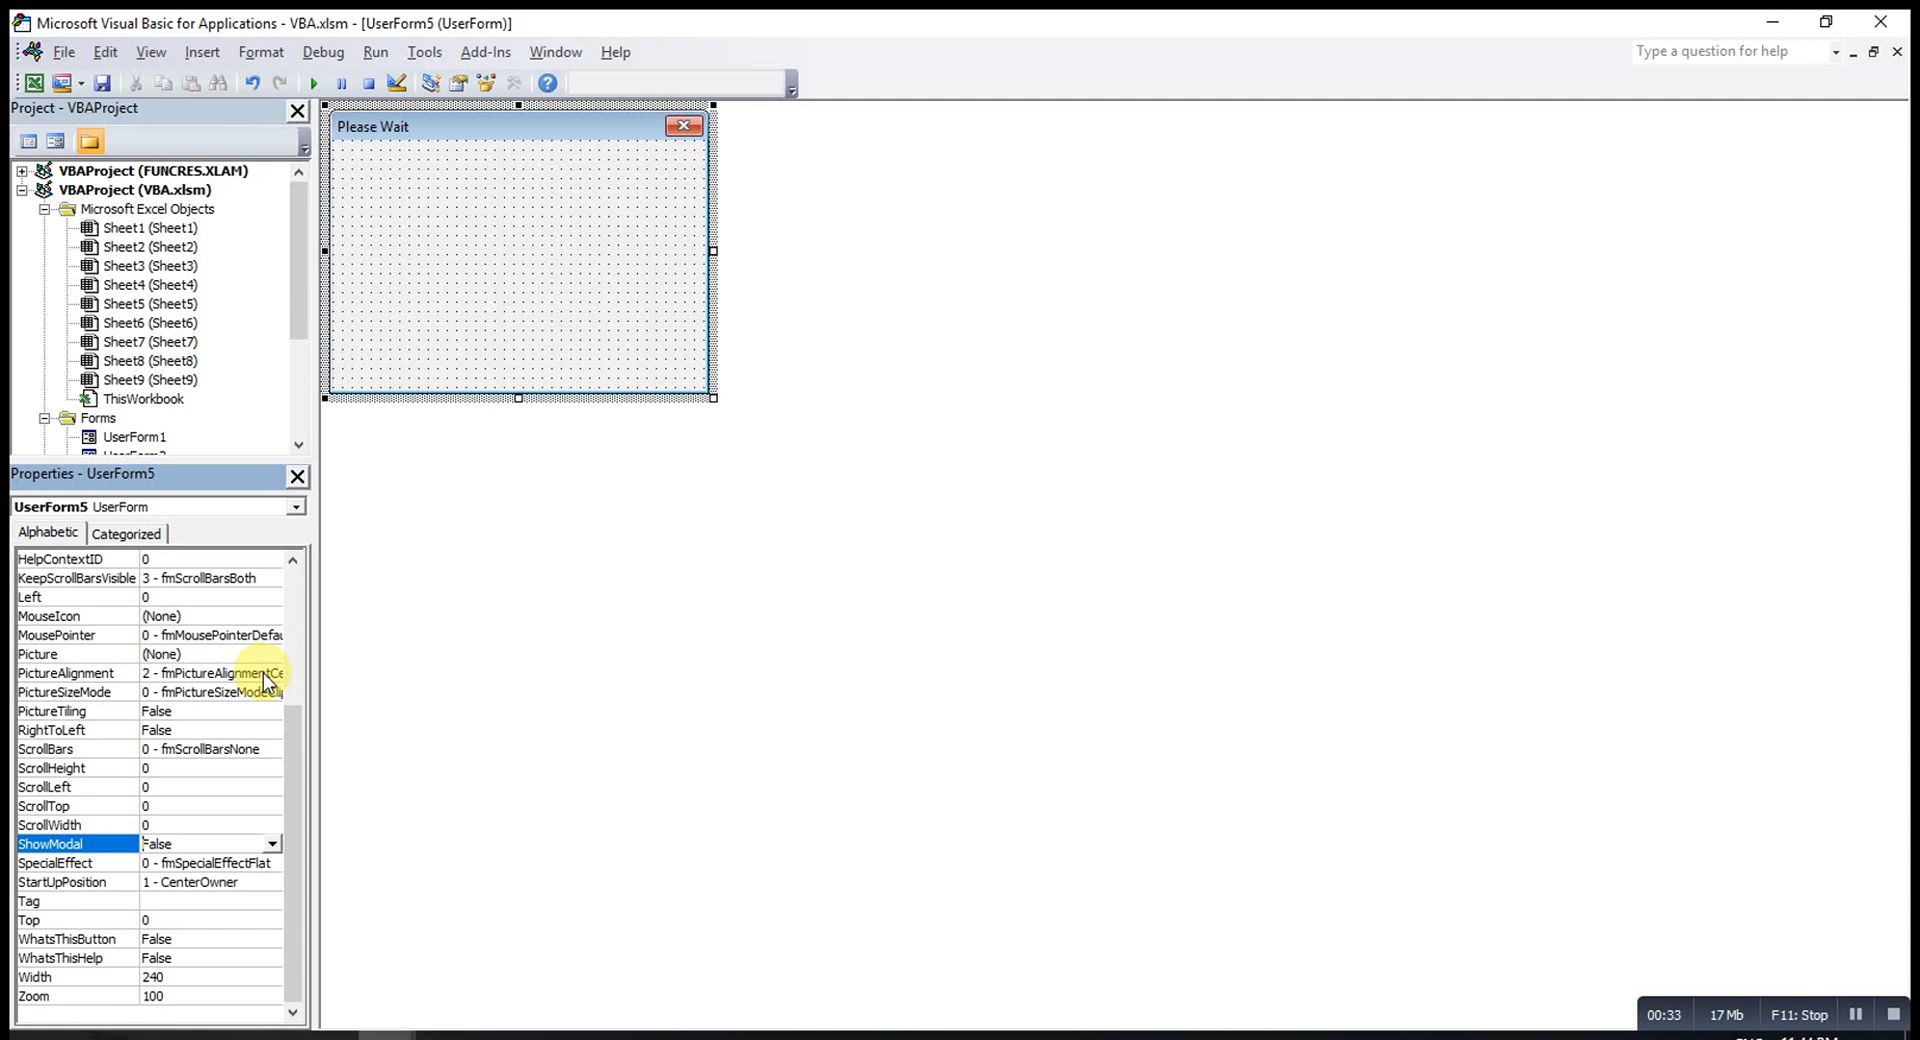 Microsoft Visual Basic for Applications - VBA.xlsm - [UserForm5 (UserForm)]
File Edit View Insert Format Debug Run Tools Add-Ins Window Help
Type a question for help
Project - VBAProject
VBAProject (FUNCRES.XLAM)
VBAProject (VBA.xlsm)
Microsoft Excel Objects
Sheet1 (Sheet1)
Sheet2 (Sheet2)
Sheet3 (Sheet3)
Sheet4 (Sheet4)
Sheet5 (Sheet5)
Sheet6 (Sheet6)
Sheet7 (Sheet7)
Sheet8 (Sheet8)
Sheet9 (Sheet9)
ThisWorkbook
Forms
UserForm1
Please Wait
Properties - UserForm5
UserForm5 UserForm
Alphabetic Categorized
HelpContextID 0
KeepScrollBarsVisible 3 - fmScrollBarsBoth
Left 0
MouseIcon (None)
MousePointer 0 - fmMousePointerDefau
Picture (None)
PictureAlignment 2 - fmPictureAlignmentCe
PictureSizeMode 0 - fmPictureSizeModeClip
PictureTiling False
RightToLeft False
ScrollBars 0 - fmScrollBarsNone
ScrollHeight 0
ScrollLeft 0
ScrollTop 0
ScrollWidth 0
ShowModal False
SpecialEffect 0 - fmSpecialEffectFlat
StartUpPosition 1 - CenterOwner
Tag
Top 0
WhatsThisButton False
WhatsThisHelp False
Width 240
Zoom 100
00:33 17 Mb F11: Stop